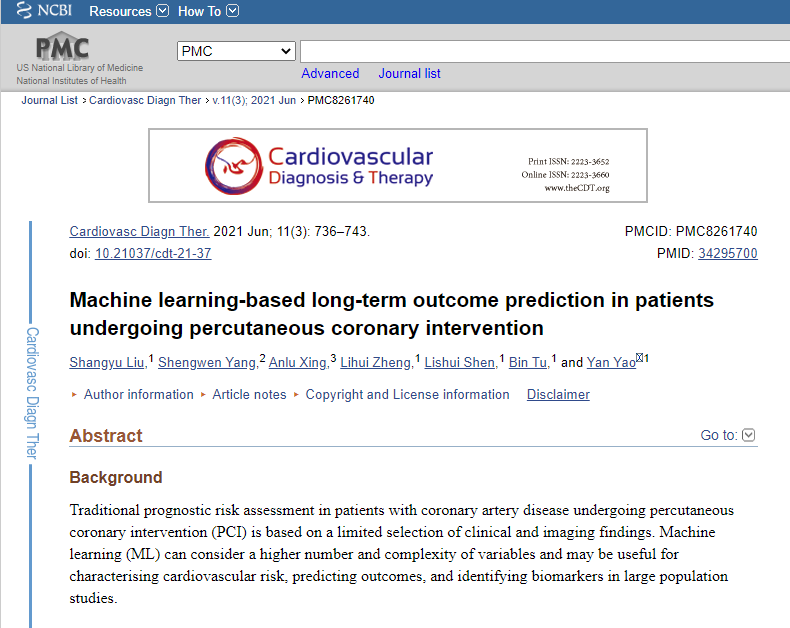 NCBI Resources How To
PMC
US National Library of Medicine
National Institutes of Health
PMC
Advanced Journal list
Journal List > Cardiovasc Diagn Ther > v.11(3); 2021 Jun > PMC8261740
Cardiovascular
Diagnosis & Therapy
Print ISSN: 2223-3652
Online ISSN: 2223-3660
www.theCDT.org
Cardiovasc Diagn Ther. 2021 Jun; 11(3): 736–743.
doi: 10.21037/cdt-21-37
PMCID: PMC8261740
PMID: 34295700
Machine learning-based long-term outcome prediction in patients
undergoing percutaneous coronary intervention
Shangyu Liu,1 Shengwen Yang,2 Anlu Xing,3 Lihui Zheng,1 Lishui Shen,1 Bin Tu,1 and Yan Yao1
Author information Article notes Copyright and License information Disclaimer
Cardiovasc Diagn Ther
Abstract
Go to:
Background
Traditional prognostic risk assessment in patients with coronary artery disease undergoing percutaneous
coronary intervention (PCI) is based on a limited selection of clinical and imaging findings. Machine
learning (ML) can consider a higher number and complexity of variables and may be useful for
characterising cardiovascular risk, predicting outcomes, and identifying biomarkers in large population
studies.